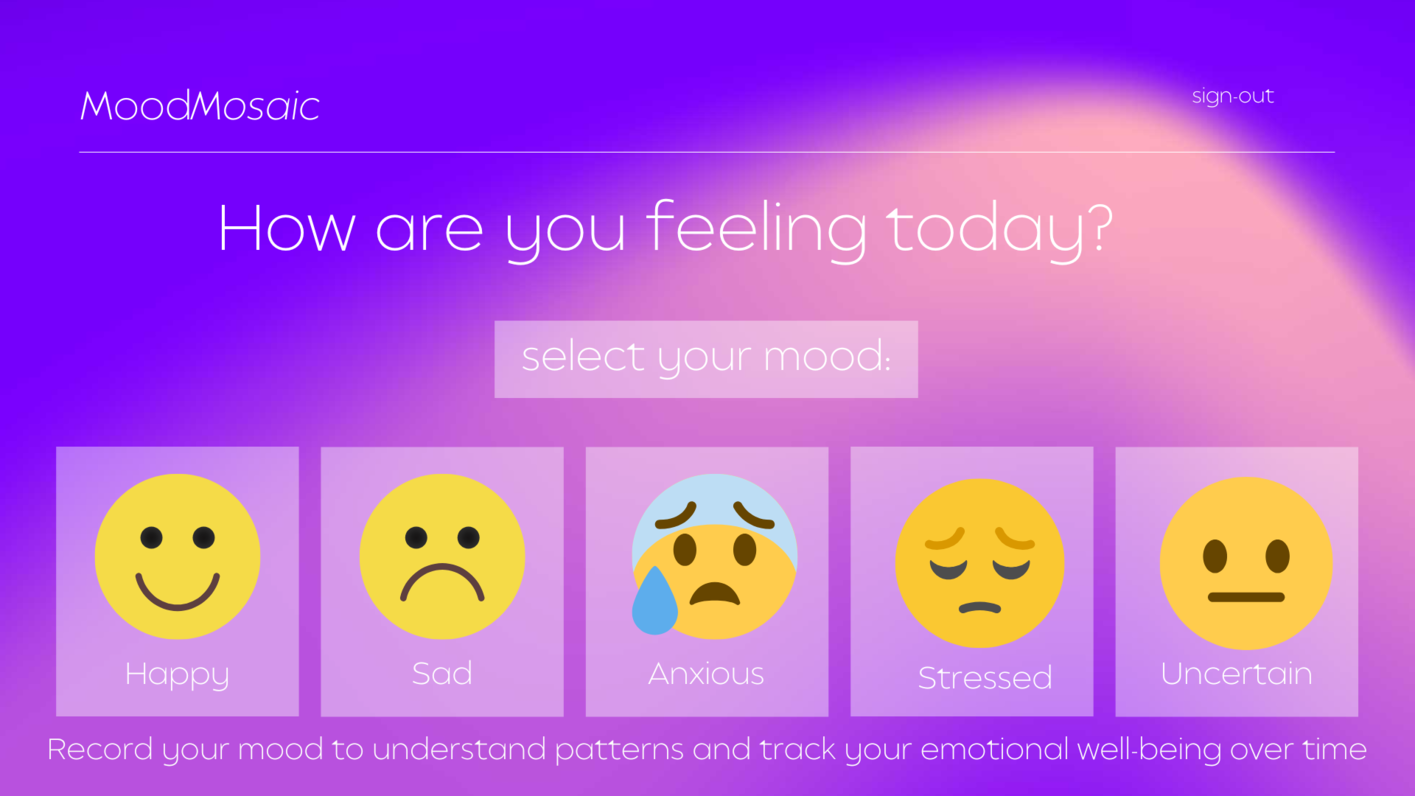 MoodMosaic
sign-out
How are you feeling today?
select your mood:
Happy
Sad
Anxious
Stressed
Uncertain
Record your mood to understand patterns and track your emotional well-being over time